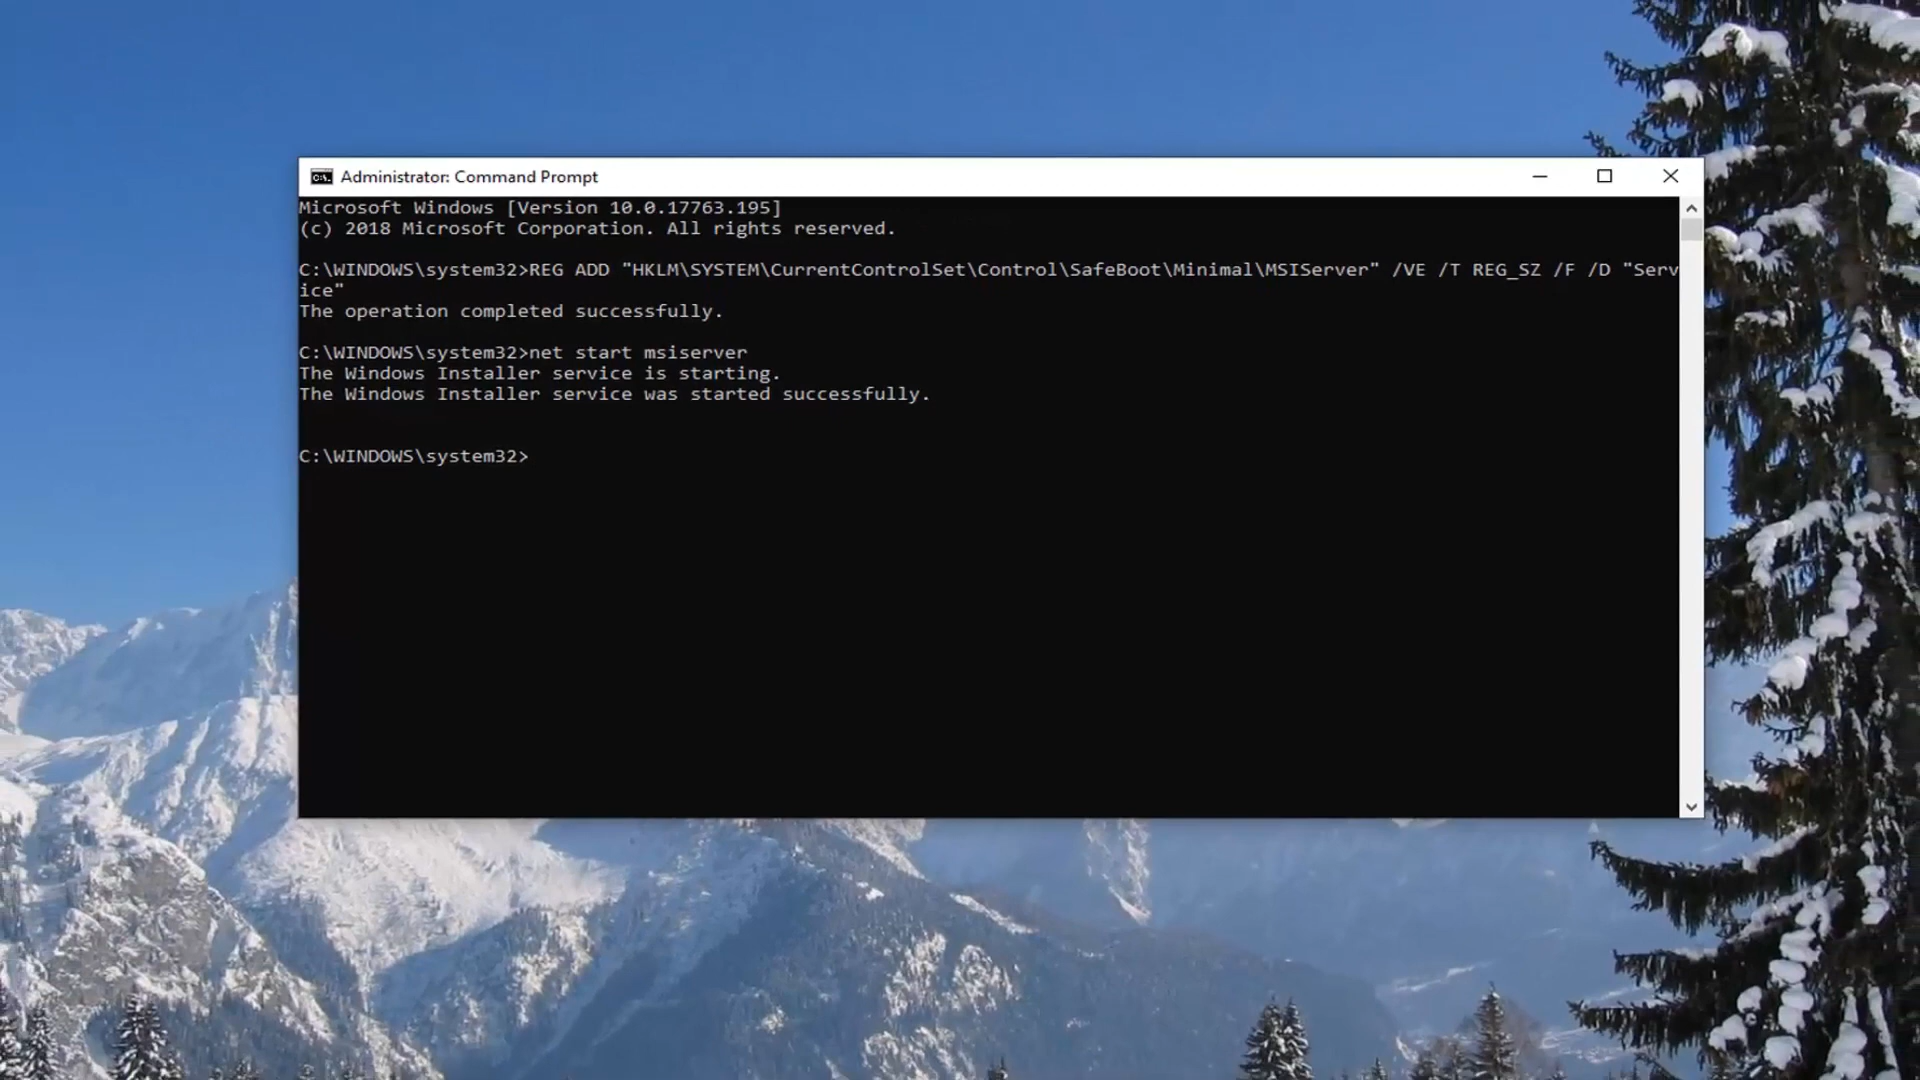 Administrator: Command Prompt
Microsoft Windows [Version 10.0.17763.195]
(c) 2018 Microsoft Corporation. All rights reserved.
C:\WINDOWS\system32>REG ADD "HKLM\SYSTEM\CurrentControlSet\Control\SafeBoot\Minimal\MSIServer" /VE /T REG_SZ /F /D "Serv
ice"
The operation completed successfully.
C:\WINDOWS\system32>net start msiserver
The Windows Installer service is starting.
The Windows Installer service was started successfully.
C:\WINDOWS\system32>